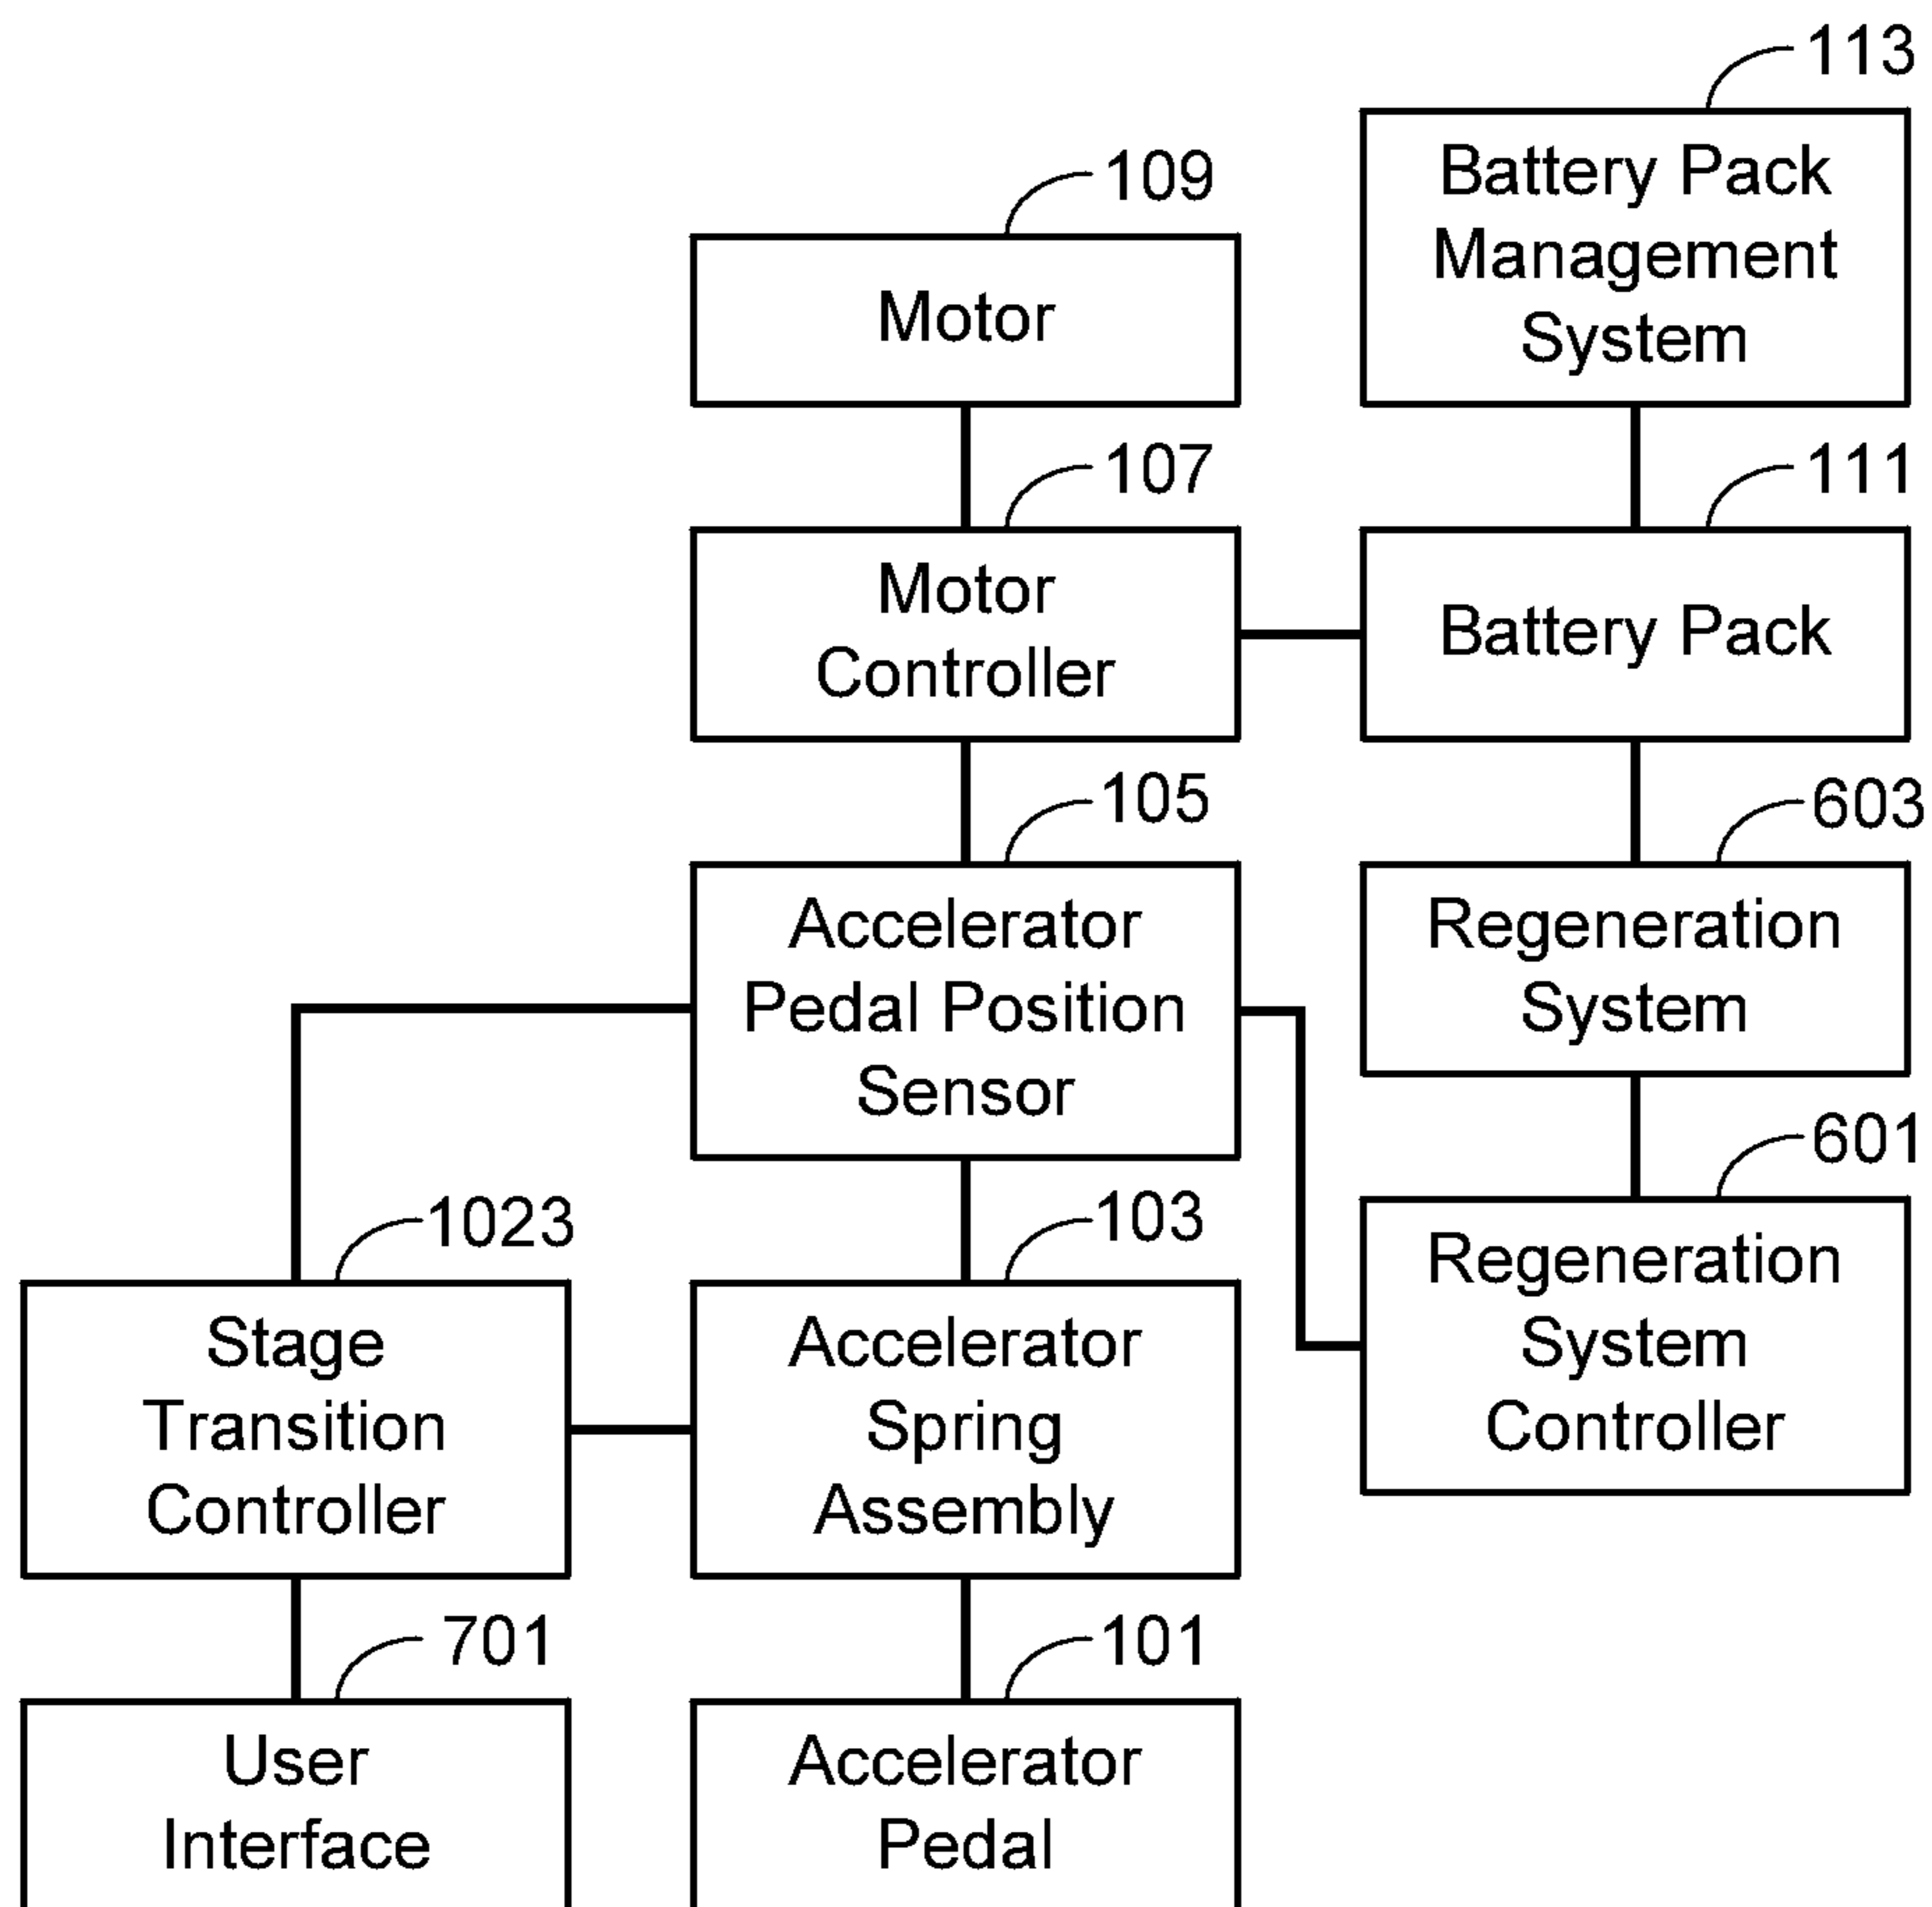 113
Battery Pack
Management
System
109
Motor
107
Motor
Controller
111
Battery Pack
105
Accelerator
Pedal Position
Sensor
603
Regeneration
System
601
Regeneration
System
Controller
1023
Stage
Transition
Controller
103
Accelerator
Spring
Assembly
701
User
Interface
101
Accelerator
Pedal